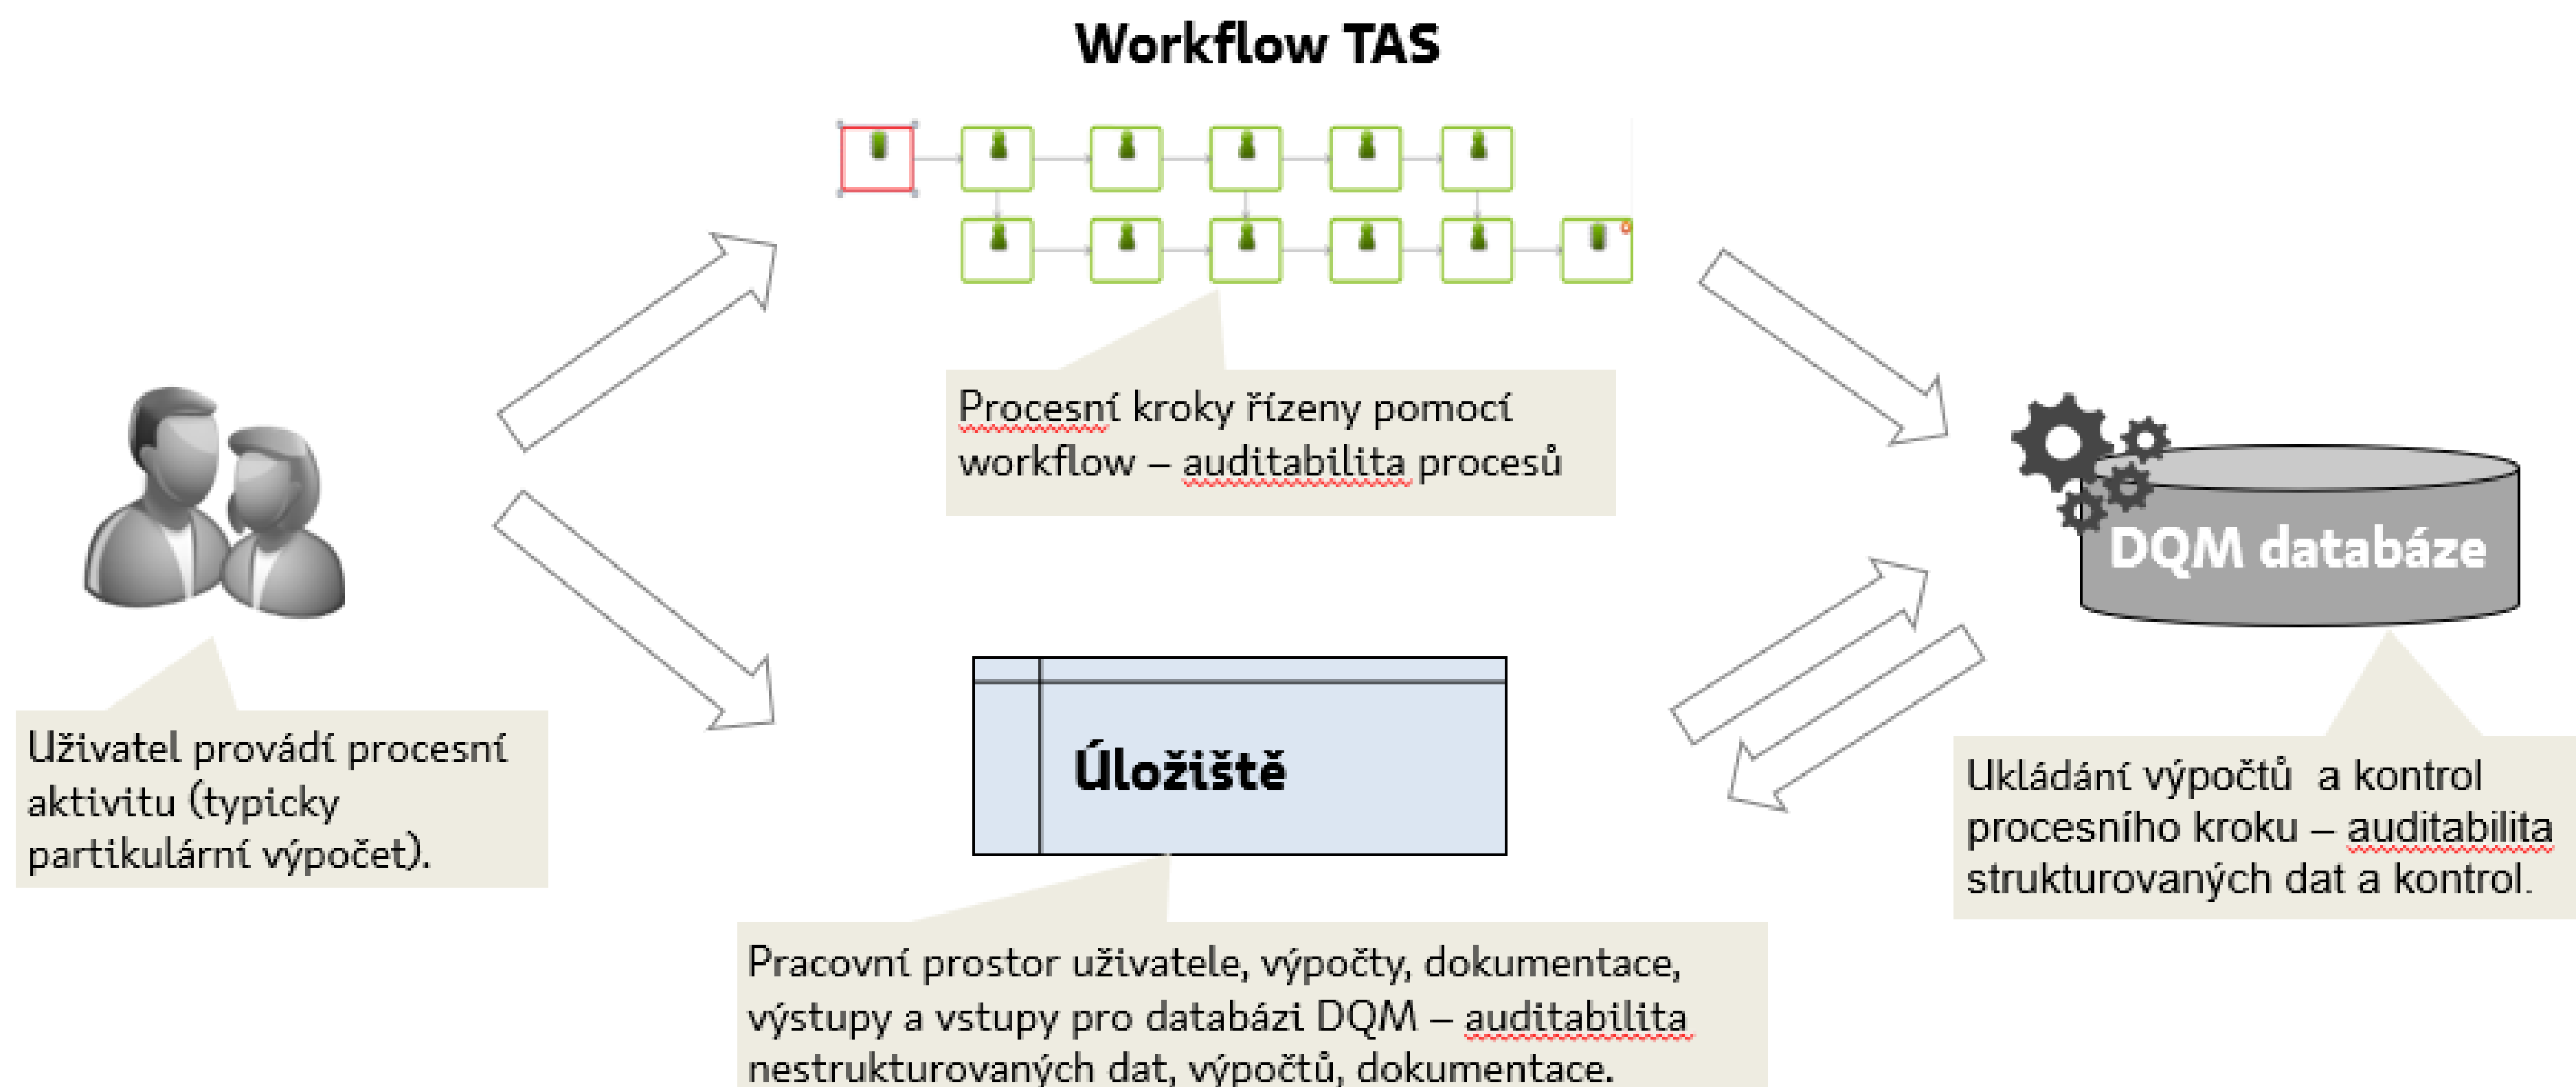 Workflow TAS
Procesní kroky řízeny pomocí
workflow – auditabilita procesů
DQM databáze
Uživatel provádí procesní
aktivitu (typicky
partikulární výpočet).
Úložiště
Ukládání výpočtů  a kontrol
procesního kroku – auditabilita
strukturovaných dat a kontrol.
Pracovní prostor uživatele, výpočty, dokumentace,
výstupy a vstupy pro databázi DQM – auditabilita
nestrukturovaných dat, výpočtů, dokumentace.